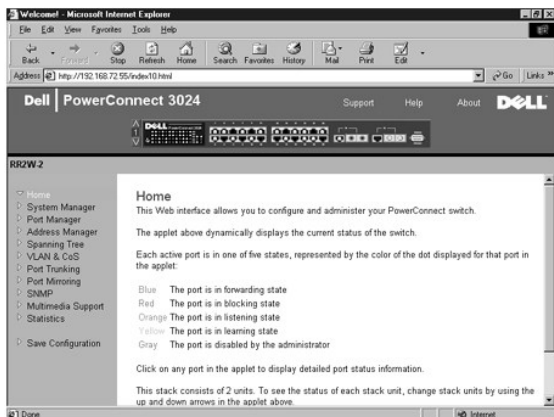 Welcome! - Microsoft Internet Explorer
File Edit View Favorites Tools Help
Back Forward Stop Refresh Home Search Favorites History Mail Print Edit
Address http://192.168.72.55/index10.html Go Links »
Dell | PowerConnect 3024 Support Help About DELL
1 DELL
RR2W-2
Home
System Manager
Port Manager
Address Manager
Spanning Tree
VLAN & CoS
Port Trunking
Port Mirroring
SNMP
Multimedia Support
Statistics
Save Configuration
Home
This Web interface allows you to configure and administer your PowerConnect switch.
The applet above dynamically displays the current status of the switch.
Each active port is in one of five states, represented by the color of the dot displayed for that port in
the applet:
Blue The port is in forwarding state
Red The port is in blocking state
Orange The port is in listening state
Yellow The port is in learning state
Gray The port is disabled by the administrator
Click on any port in the applet to display detailed port status information.
This stack consists of 2 units. To see the status of each stack unit, change stack units by using the
up and down arrows in the applet above.
Done Internet